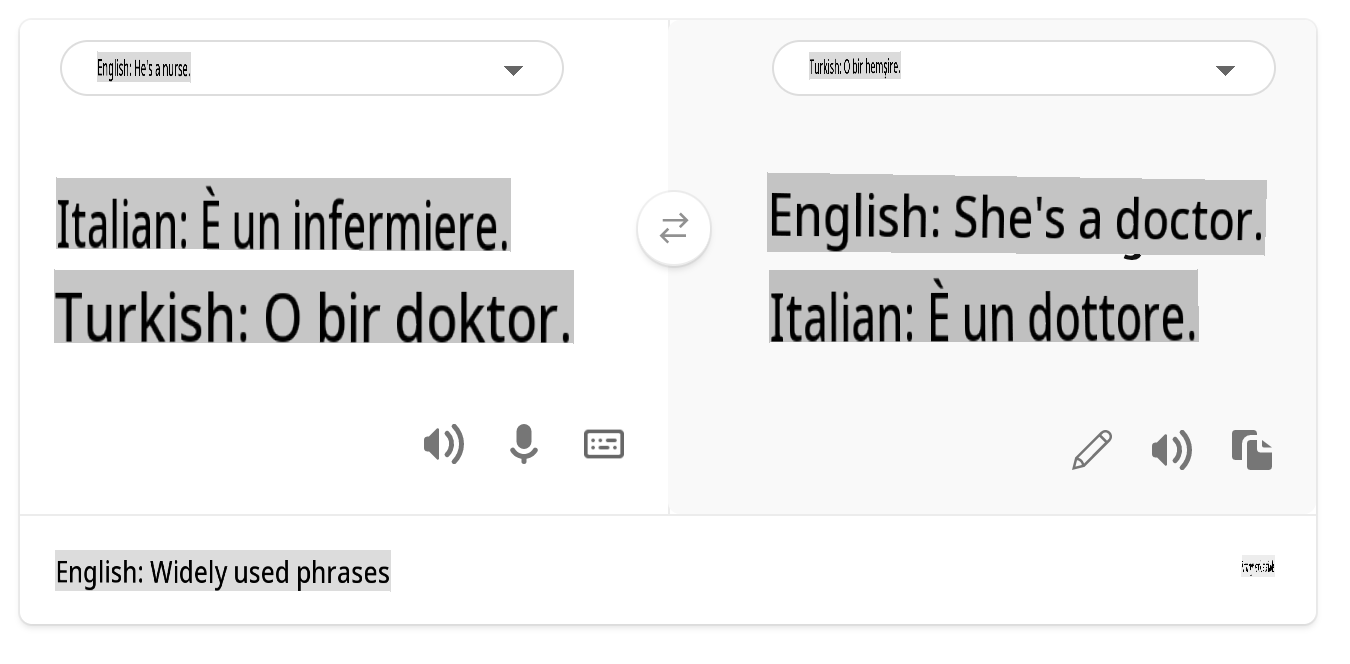 English: He's a nurse.
Turkish: O bir hemşire.
Italian: È un infermiere.
Turkish: O bir doktor.
English: She's a doctor.
Italian: È un dottore.
English: Widely used phrases